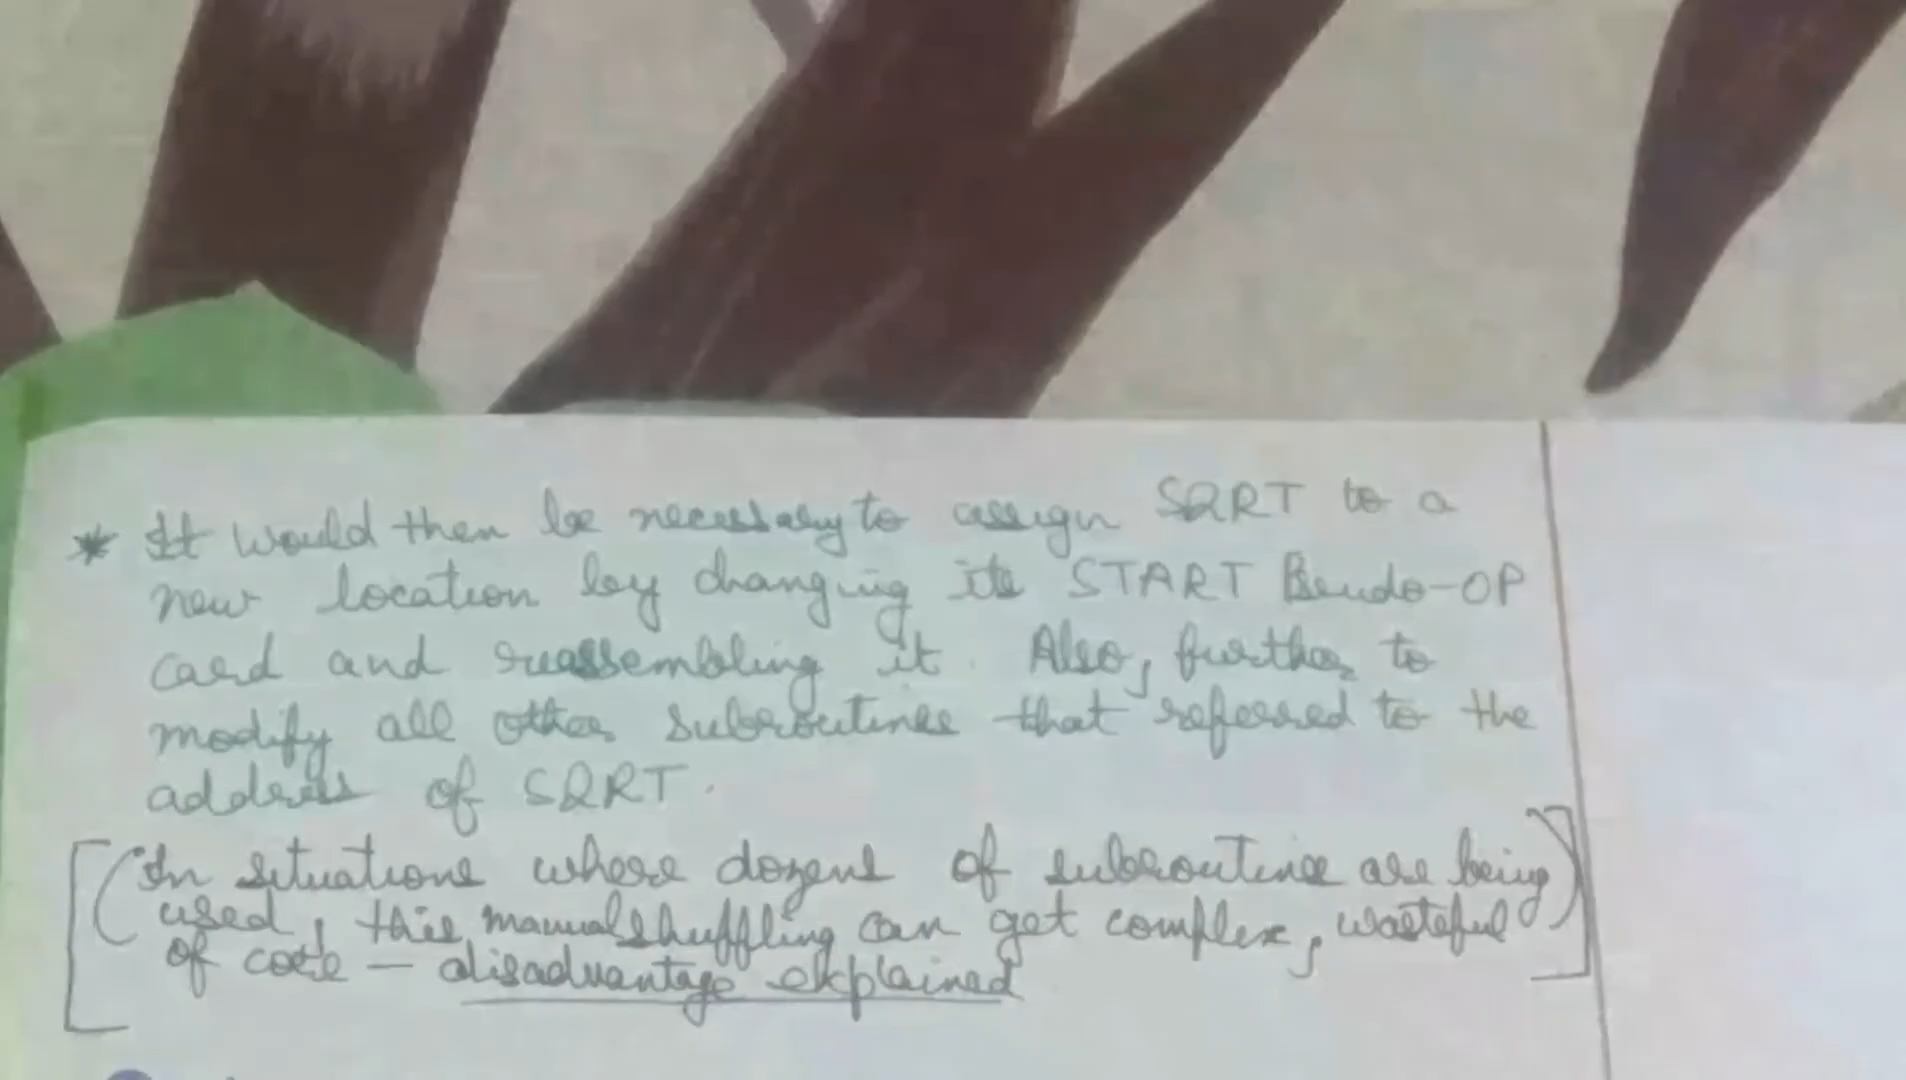 * It would then be necessary to assign SQRT to a
new location by changing its START Pseudo-OP
card and reassembling it. Also, further to
modify all other subroutines that referred to the
address of SQRT.
[(In situations where dozens of subroutines are being
used, this manual shuffling can get complex, wasteful)
of core — disadvantage explained]